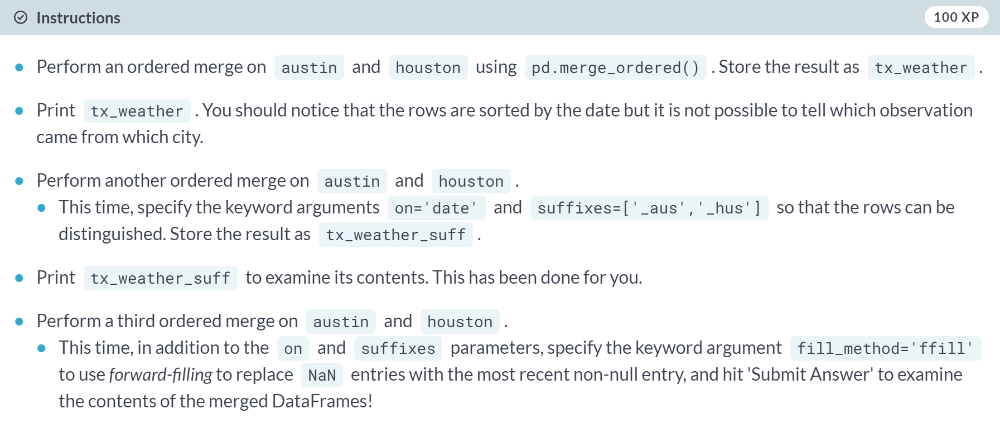 Instructions
100 XP
Perform an ordered merge on austin and houston using pd.merge_ordered() . Store the result as tx_weather .
Print tx_weather . You should notice that the rows are sorted by the date but it is not possible to tell which observation
came from which city.
Perform another ordered merge on austin and houston .
This time, specify the keyword arguments on='date' and suffixes=['_aus','_hus'] so that the rows can be
distinguished. Store the result as tx_weather_suff .
Print tx_weather_suff to examine its contents. This has been done for you.
Perform a third ordered merge on austin and houston .
This time, in addition to the on and suffixes parameters, specify the keyword argument fill_method='ffill'
to use forward-filling to replace NaN entries with the most recent non-null entry, and hit 'Submit Answer' to examine
the contents of the merged DataFrames!